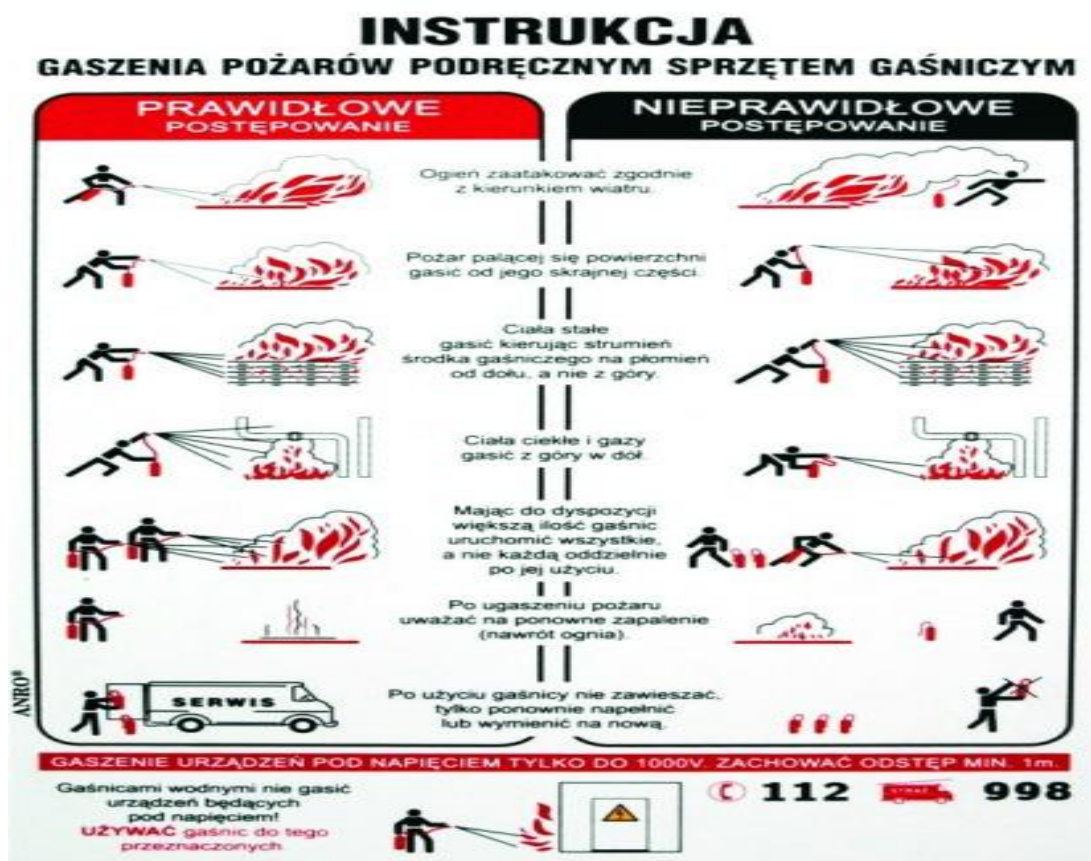 INSTRUKCJA
GASZENIA POŻARÓW PODRĘCZNYM SPRZĘTEM GAŚNICZYM
PRAWIDŁOWE
POSTĘPOWANIE
NIEPRAWIDŁOWE
POSTĘPOWANIE
Ogień zaatakować zgodnie
z kierunkiem wiatru.
Pożar palącej się powierzchni
gasić od jego skrajnej części.
Ciała stałe
gasić kierując strumień
środka gaśniczego na płomień
od dołu, a nie z góry.
Ciała ciekłe i gazy
gasić z góry w dół.
Mając do dyspozycji
większą ilość gaśnic
uruchomić wszystkie,
a nie każdą oddzielnie
po jej użyciu.
Po ugaszeniu pożaru
uważać na ponowne zapalenie
(nawrót ognia).
SERWIS
Po użyciu gaśnicy nie zawieszać,
tylko ponownie napełnić
lub wymienić na nową.
ANRO®
GASZENIE URZĄDZEŃ POD NAPIĘCIEM TYLKO DO 1000V. ZACHOWAĆ ODSTĘP MIN. 1m.
Gaśnicami wodnymi nie gasić
urządzeń będących
pod napięciem!
UŻYWAĆ gaśnic do tego
przeznaczonych
112
STRAŻ
998